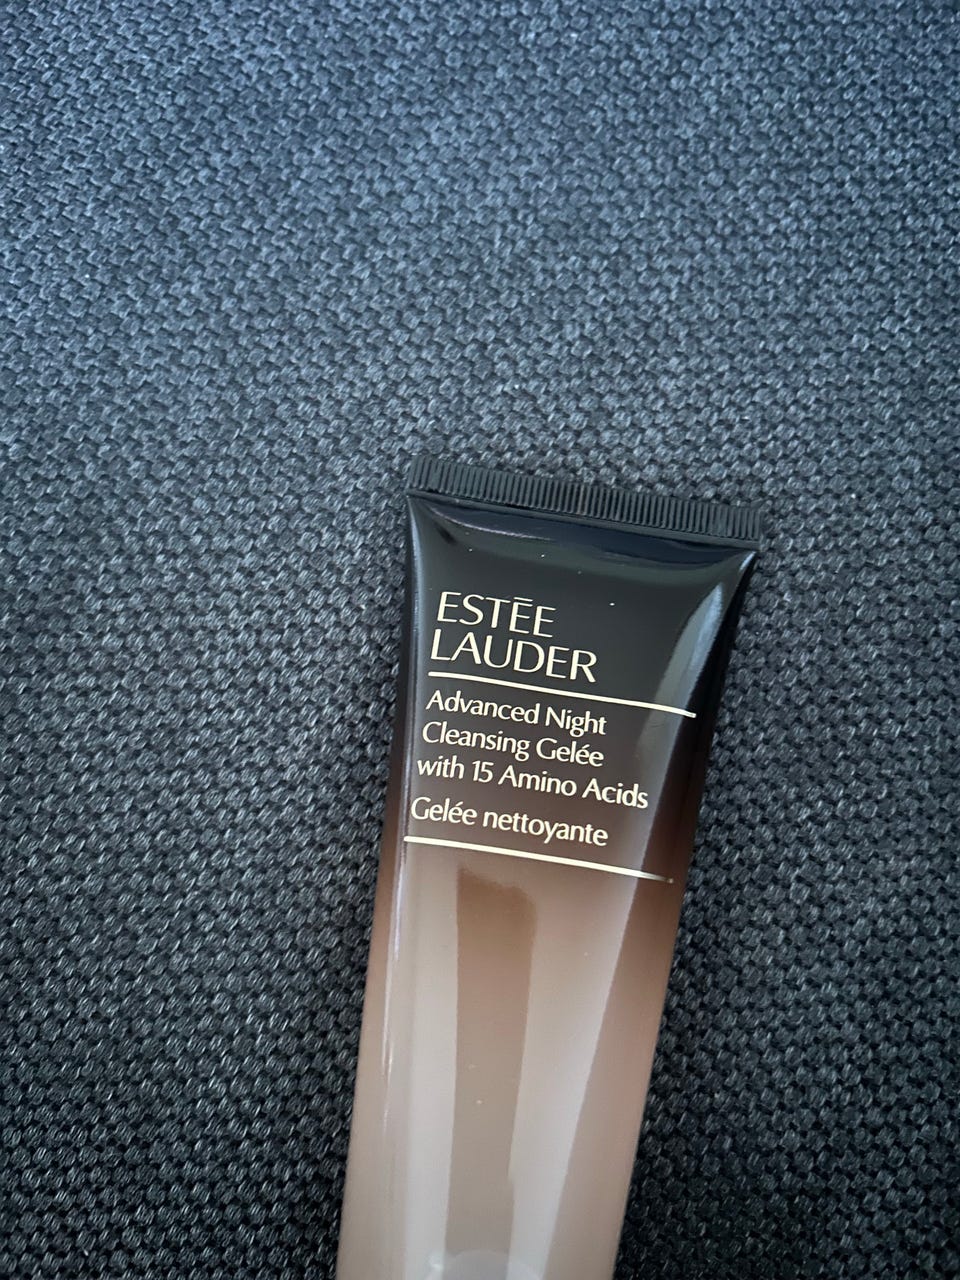 ESTĒE
LAUDER
Advanced Night
Cleansing Gelée
with 15 Amino Acids
Gelée nettoyante